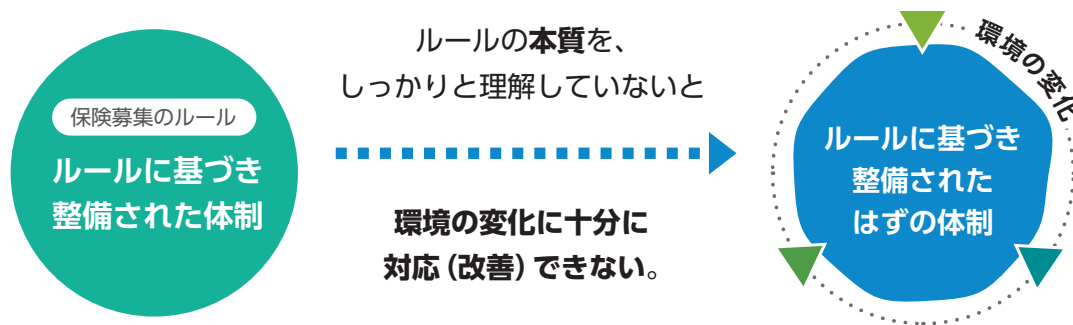 保険募集のルール
ルールに基づき
整備された体制
ルールの本質を、
しっかりと理解していないと
環境の変化に十分に
対応（改善）できない。
環境の変化
ルールに基づき
整備された
はずの体制